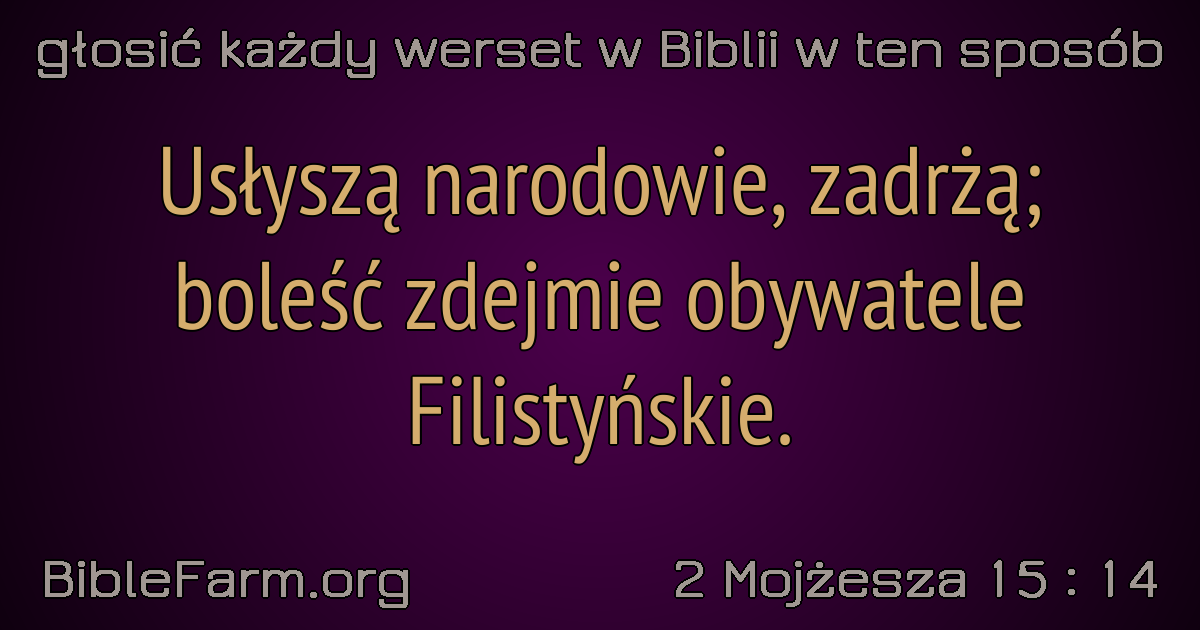 głosić każdy werset w Biblii w ten sposób
Usłyszą narodowie, zadrżą;
boleść zdejmie obywatele
Filistyńskie.
BibleFarm.org
2 Mojżesza 15 : 14